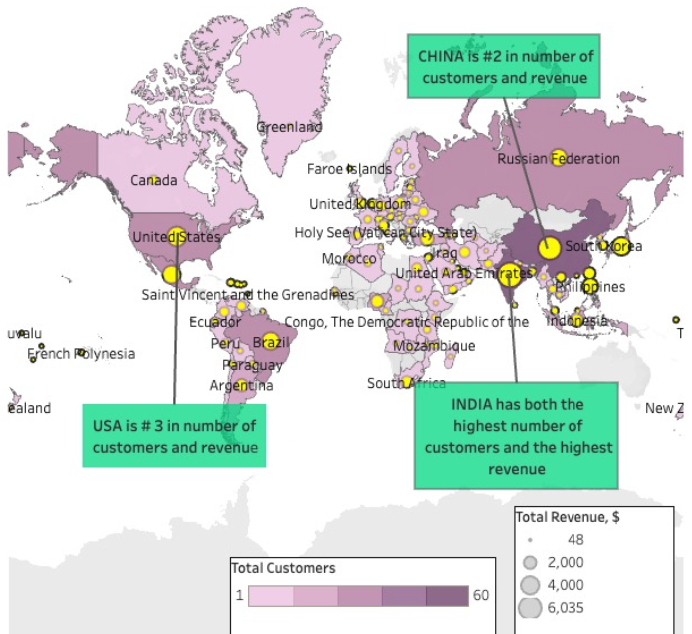 CHINA is #2 in number of
customers and revenue
Greenland
Faroe Islands
Russian Federation
Canada
United Kingdom
United States
Holy See (Vatican City State)
South Korea
Iraq
Morocco
United Arab Emirates
Saint Vincent and the Grenadines
Philippines
Ecuador
Congo, The Democratic Republic of the
Indonesia
uvalu
T
French Polynesia
Peru
Brazil
Mozambique
Paraguay
Argentina
South Africa
ealand
New Z
USA is # 3 in number of
customers and revenue
INDIA has both the
highest number of
customers and the highest
revenue
Total Revenue, $
48
2,000
4,000
6,035
Total Customers
1
60